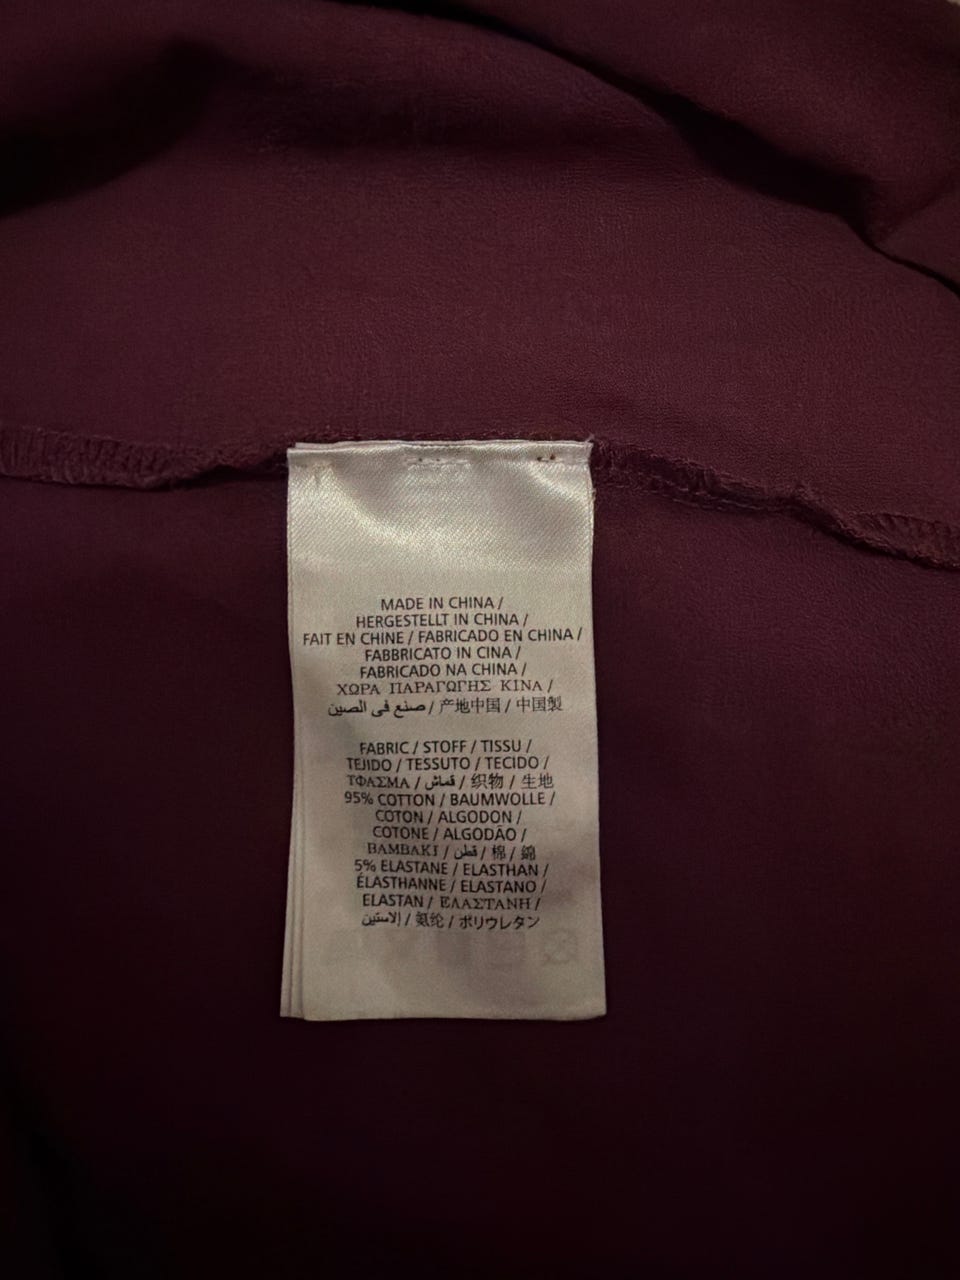 MADE IN CHINA /
HERGESTELLT IN CHINA /
FAIT EN CHINE / FABRICADO EN CHINA /
FABBRICATO IN CINA /
FABRICADO NA CHINA /
ΧΩΡΑ ΠΑΡΑΓΩΓΗΣ ΚΙΝΑ /
صنع في الصين / 产地中国 / 中国製
FABRIC / STOFF / TISSU /
TEJIDO / TESSUTO / TECIDO /
ΥΦΑΣΜΑ / قماش / 织物 / 生地
95% COTTON / BAUMWOLLE /
COTON / ALGODON /
COTONE / ALGODÃO /
ΒΑΜΒΑΚΙ / قطن / 棉 / 綿
5% ELASTANE / ELASTHAN /
ÉLASTHANNE / ELASTANO /
ELASTAN / ΕΛΑΣΤΑΝΗ /
إلاستين / 氨纶 / ポリウレタン